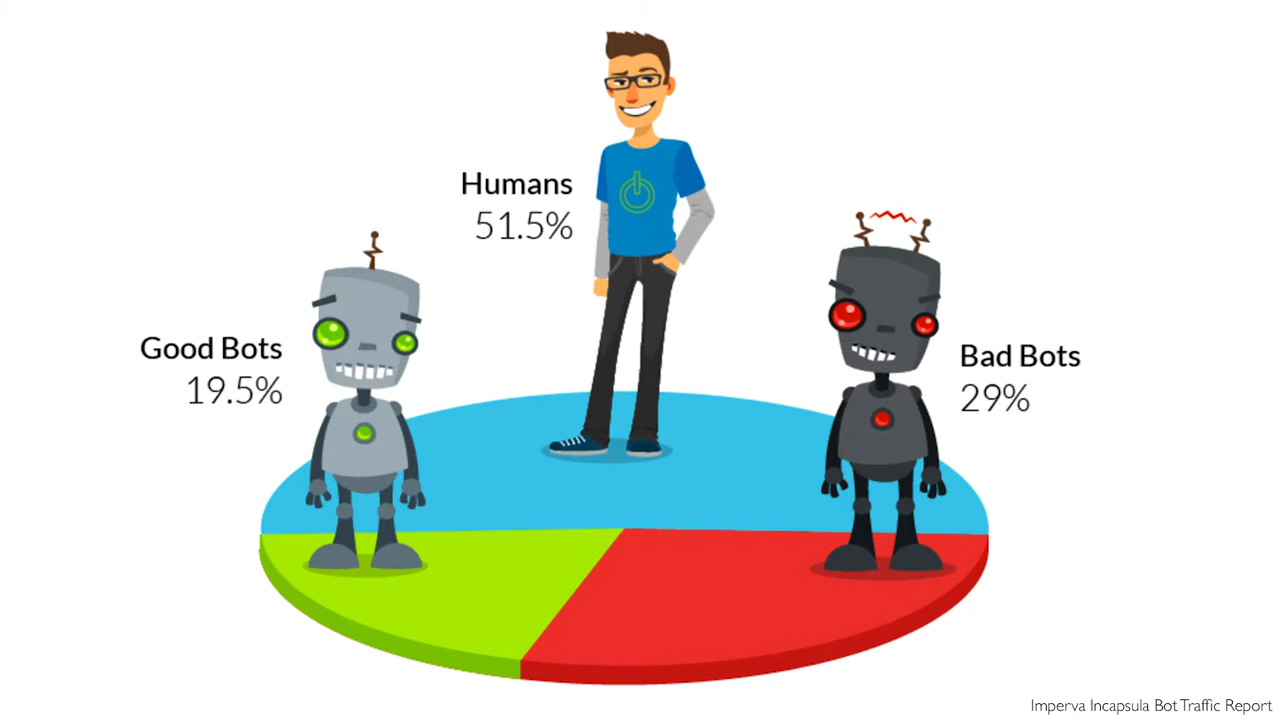 Humans
51.5%
Good Bots
19.5%
Bad Bots
29%
Imperva Incapsula Bot Traffic Report